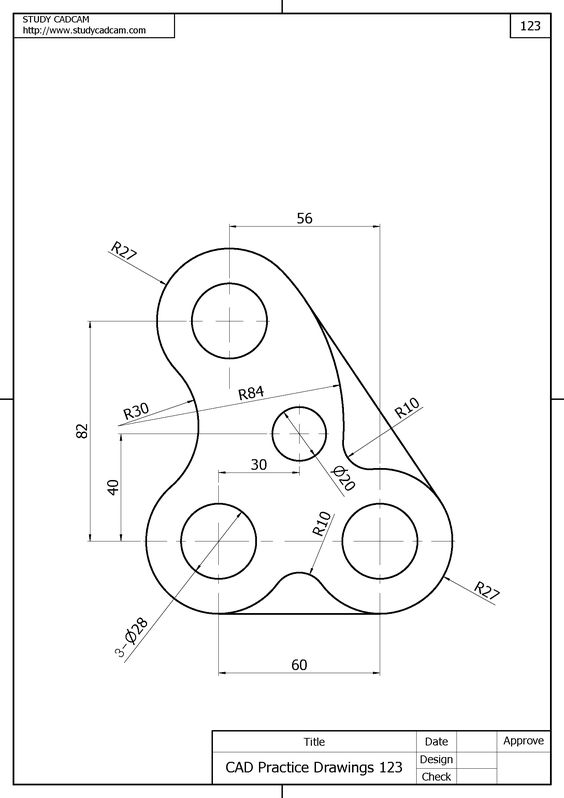 STUDY CADCAM
http://www.studycadcam.com
123
56
R27
R84
R30
R10
82
30
Ø20
40
R10
R27
3-Ø28
60
Title
Date
Approve
CAD Practice Drawings 123
Design
Check